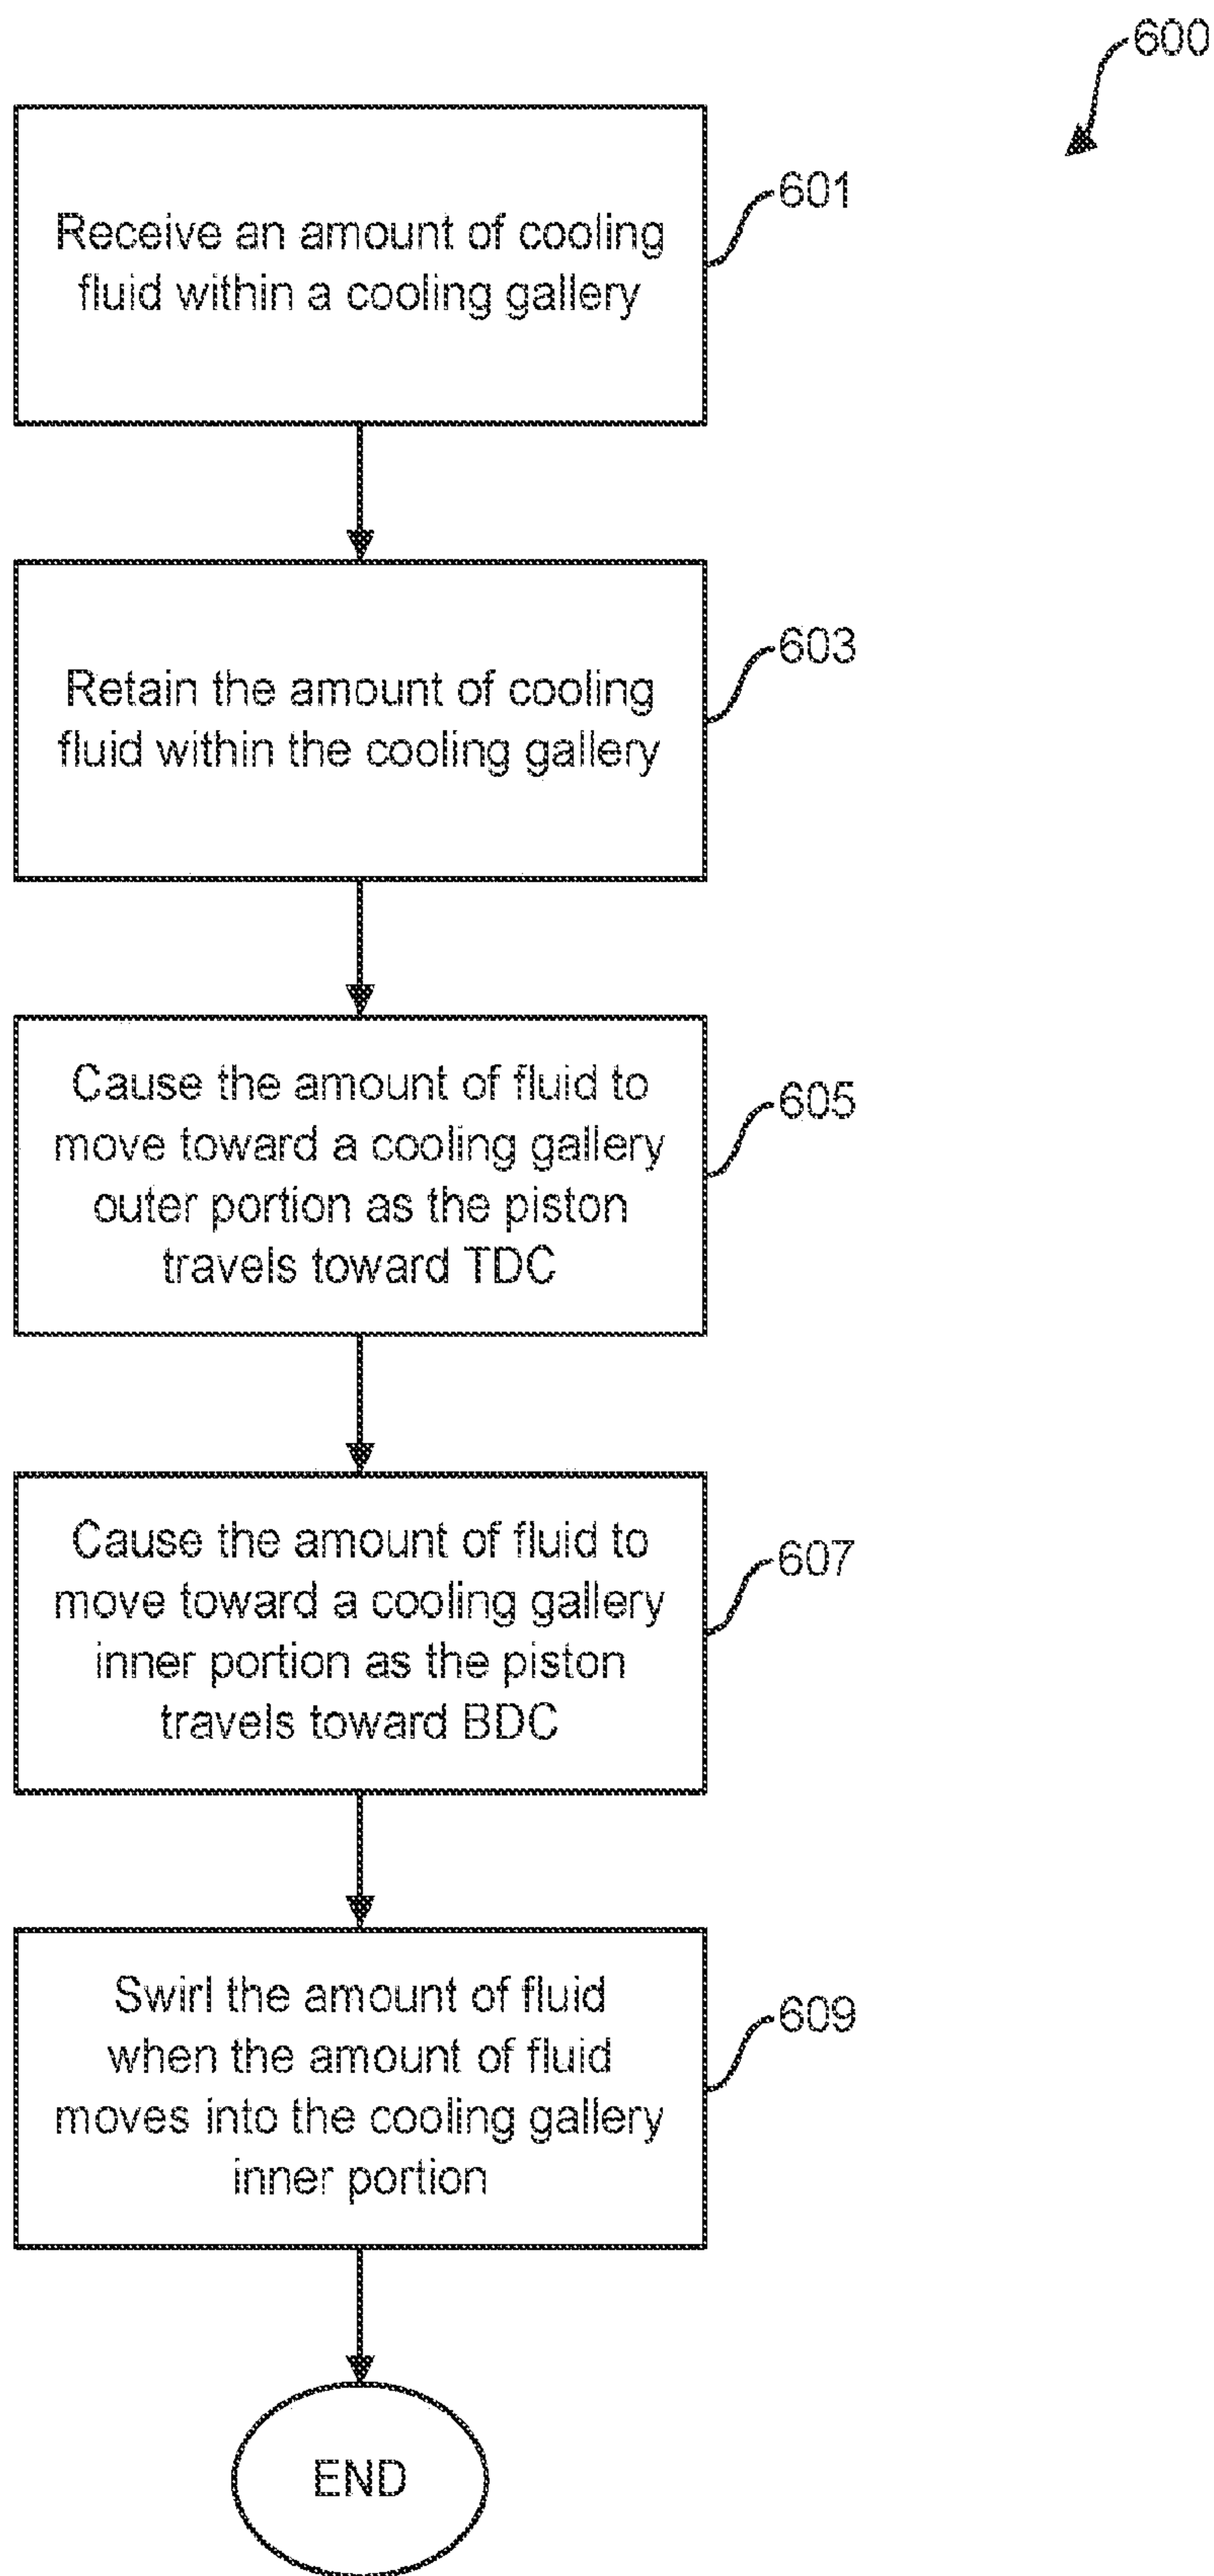 600
Receive an amount of cooling
fluid within a cooling gallery
601
Retain the amount of cooling
fluid within the cooling gallery
603
Cause the amount of fluid to
move toward a cooling gallery
outer portion as the piston
travels toward TDC
605
Cause the amount of fluid to
move toward a cooling gallery
inner portion as the piston
travels toward BDC
607
Swirl the amount of fluid
when the amount of fluid
moves into the cooling gallery
inner portion
609
END